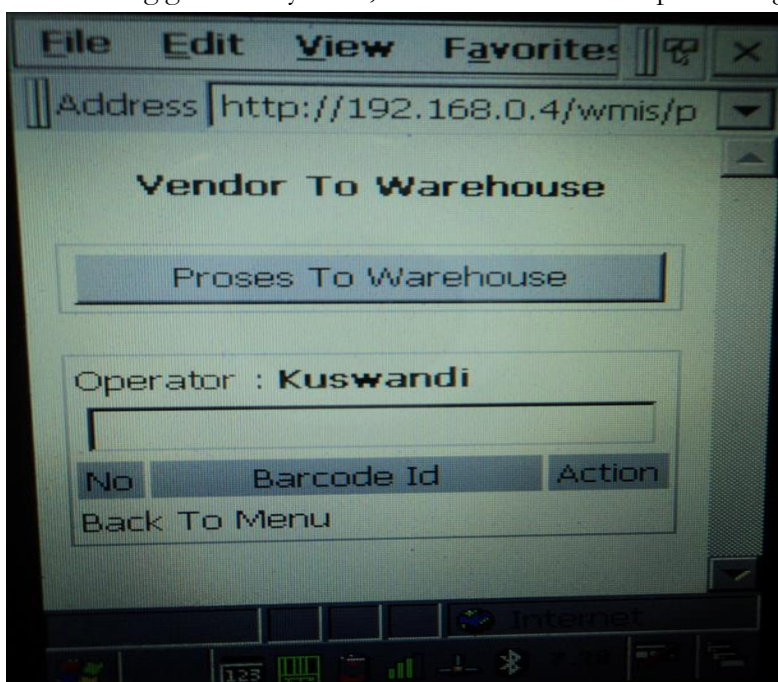 File Edit View Favorites
Address http://192.168.0.4/wmis/p
Vendor To Warehouse
Proses To Warehouse
Operator : Kuswandi
No Barcode Id Action
Back To Menu
Internet
123